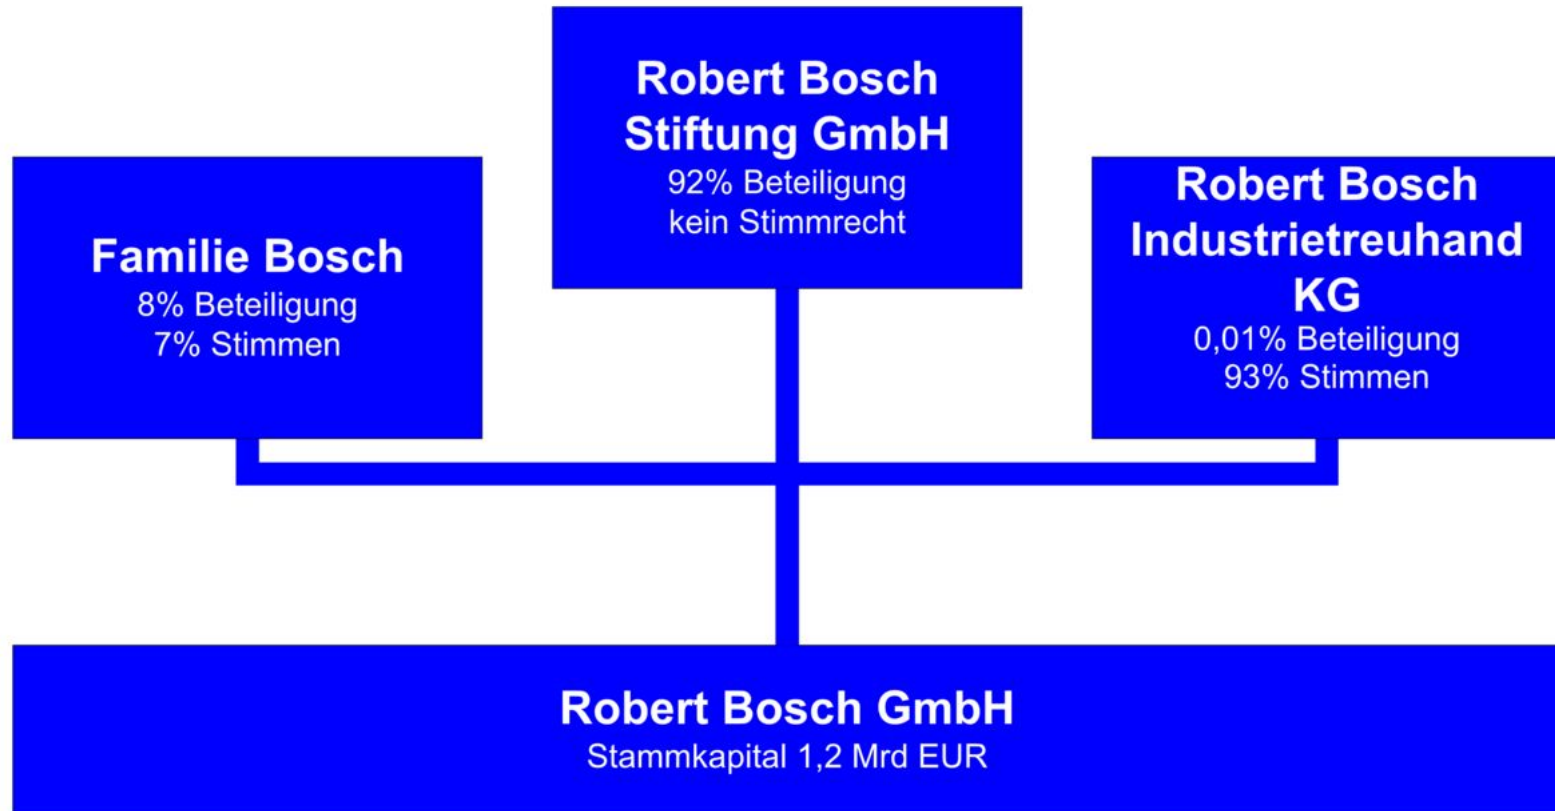 Robert Bosch
Stiftung GmbH
92% Beteiligung
kein Stimmrecht
Familie Bosch
8% Beteiligung
7% Stimmen
Robert Bosch
Industrietreuhand
KG
0,01% Beteiligung
93% Stimmen
Robert Bosch GmbH
Stammkapital 1,2 Mrd EUR